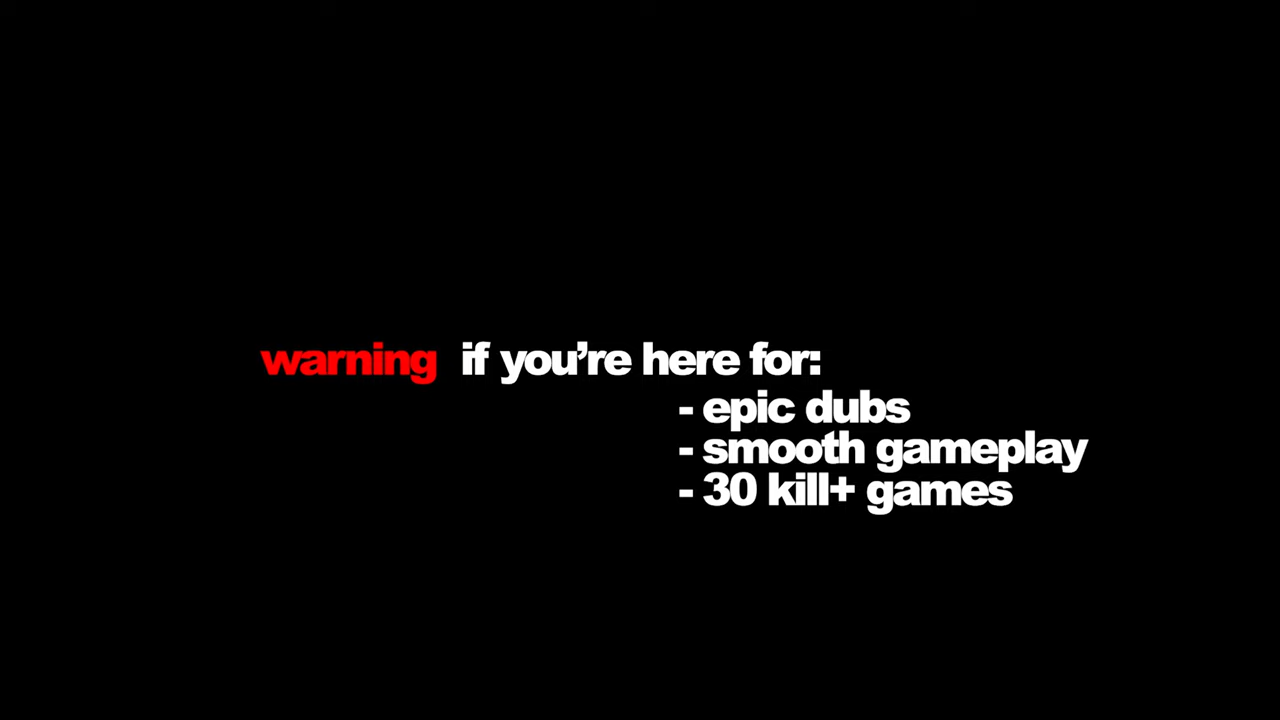 warning if you’re here for:
- epic dubs
- smooth gameplay
- 30 kill+ games